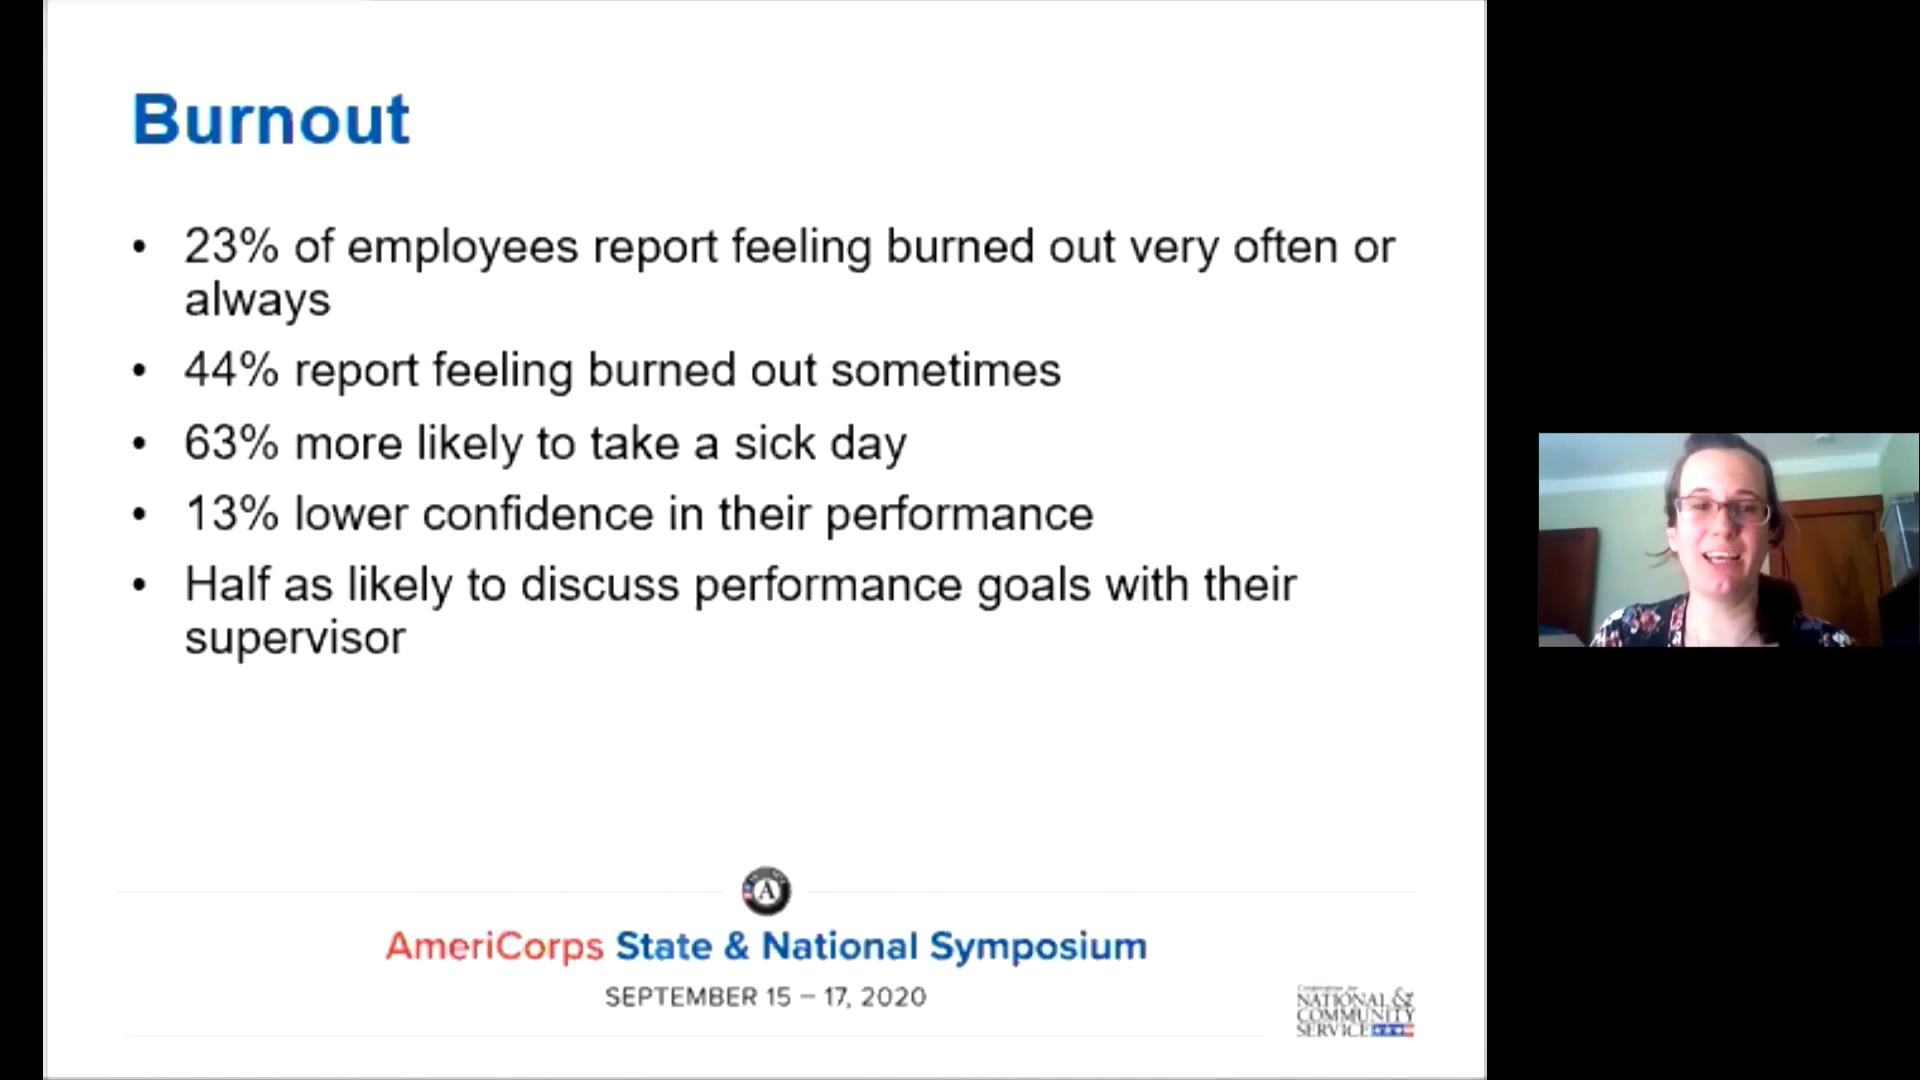 Burnout
• 23% of employees report feeling burned out very often or
always
• 44% report feeling burned out sometimes
• 63% more likely to take a sick day
• 13% lower confidence in their performance
• Half as likely to discuss performance goals with their
supervisor
A
AmeriCorps State & National Symposium
SEPTEMBER 15 – 17, 2020
Corporation for
NATIONAL &
COMMUNITY
SERVICE